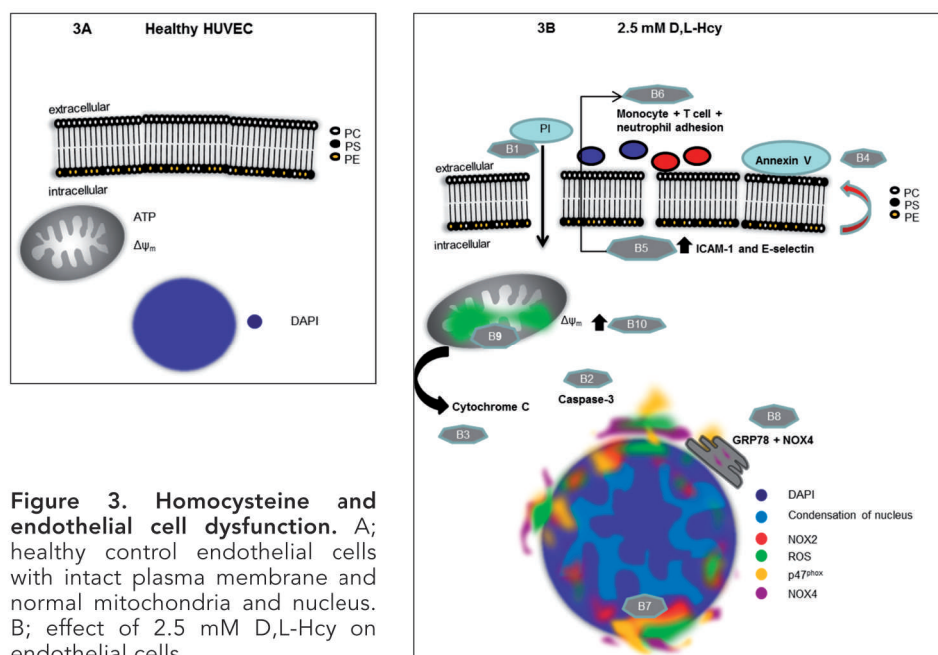 3A Healthy HUVEC
extracellular
PC
PS
PE
intracellular
ATP
Δψm
DAPI
3B 2.5 mM D,L-Hcy
B6
Monocyte + T cell +
neutrophil adhesion
PI
B1
Annexin V
B4
extracellular
PC
PS
PE
intracellular
B5
ICAM-1 and E-selectin
Δψm
B10
B9
B2
Caspase-3
Cytochrome C
B3
B8
GRP78 + NOX4
DAPI
Condensation of nucleus
NOX2
ROS
p47phox
NOX4
B7
Figure 3. Homocysteine and
endothelial cell dysfunction. A;
healthy control endothelial cells
with intact plasma membrane and
normal mitochondria and nucleus.
B; effect of 2.5 mM D,L-Hcy on
endothelial cells